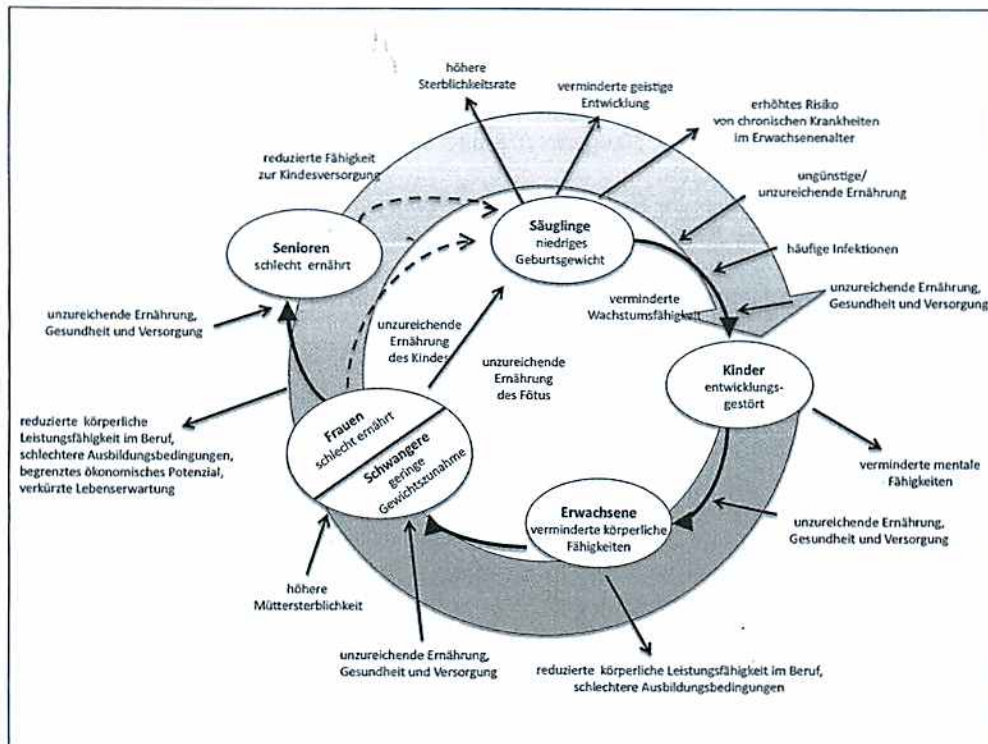 höhere
Sterblichkeitsrate
verminderte geistige
Entwicklung
erhöhtes Risiko
von chronischen Krankheiten
im Erwachsenenalter
reduzierte Fähigkeit
zur Kindesversorgung
ungünstige/
unzureichende Ernährung
Säuglinge
niedriges
Geburtsgewicht
Senioren
schlecht ernährt
häufige Infektionen
unzureichende Ernährung,
Gesundheit und Versorgung
verminderte
Wachstumsfähigkeit
unzureichende Ernährung,
Gesundheit und Versorgung
unzureichende
Ernährung
des Kindes
unzureichende
Ernährung
des Fötus
Kinder
entwicklungs-
gestört
Frauen
schlecht ernährt
Schwangere
geringe
Gewichtszunahme
reduzierte körperliche
Leistungsfähigkeit im Beruf,
schlechtere Ausbildungsbedingungen,
begrenztes ökonomisches Potenzial,
verkürzte Lebenserwartung
verminderte mentale
Fähigkeiten
Erwachsene
verminderte körperliche
Fähigkeiten
unzureichende Ernährung,
Gesundheit und Versorgung
höhere
Müttersterblichkeit
unzureichende Ernährung,
Gesundheit und Versorgung
reduzierte körperliche Leistungsfähigkeit im Beruf,
schlechtere Ausbildungsbedingungen